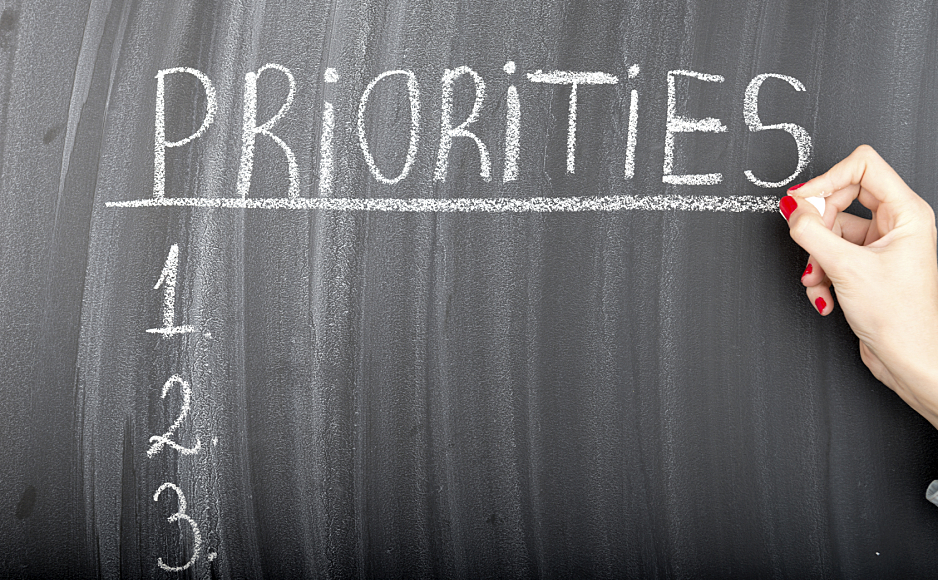 PRiORiTiES
1.
2.
3.